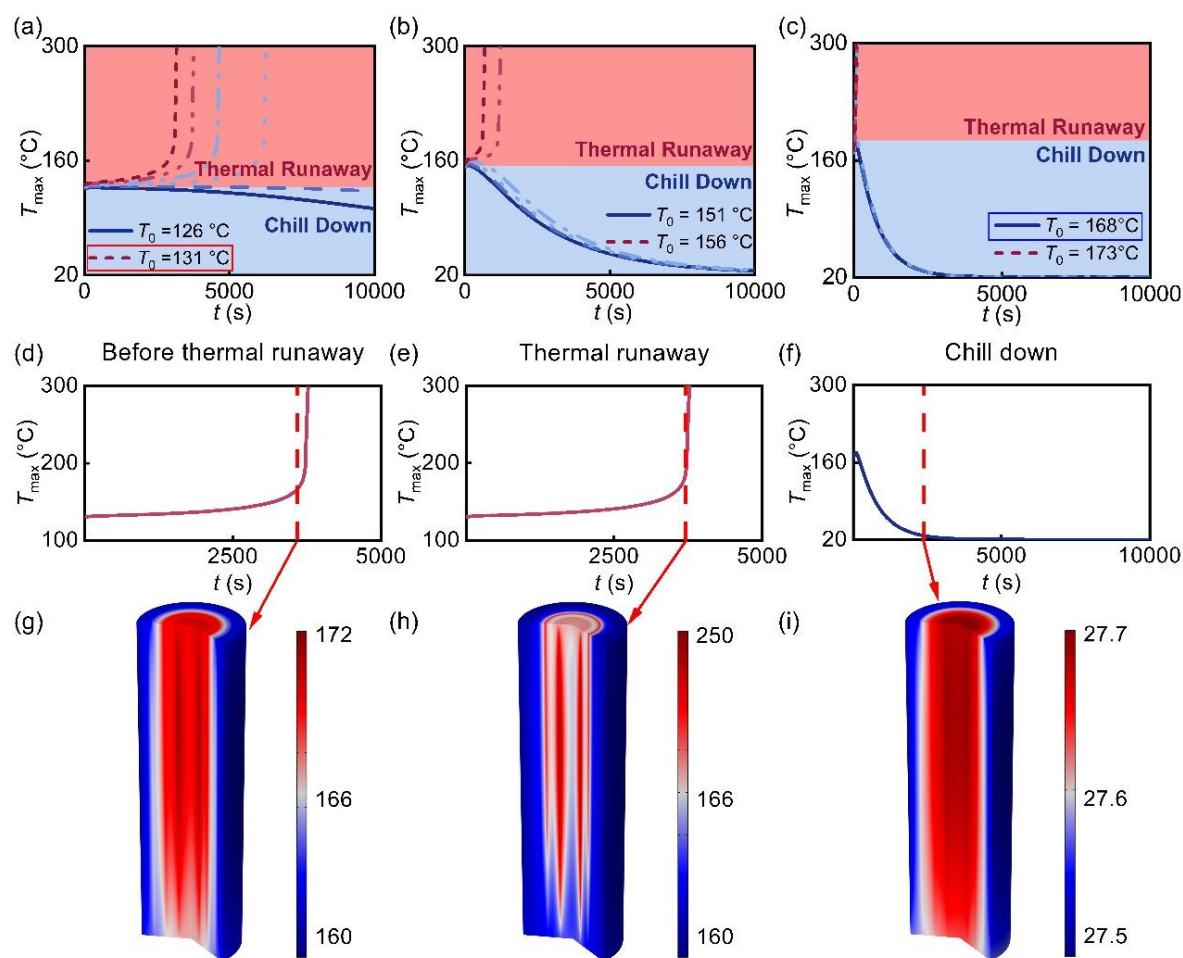 (a)
(b)
(c)
300
160
20
T_max (°C)
Thermal Runaway
Chill Down
T_0 =126 °C
T_0 =131 °C
0
5000
10000
t (s)
300
160
20
T_max (°C)
Thermal Runaway
Chill Down
T_0 = 151 °C
T_0 = 156 °C
0
5000
10000
t (s)
300
160
20
T_max (°C)
Thermal Runaway
Chill Down
T_0 = 168°C
T_0 = 173°C
0
5000
10000
t (s)
(d)
Before thermal runaway
(e)
Thermal runaway
(f)
Chill down
300
200
100
T_max (°C)
2500
5000
t (s)
300
200
100
T_max (°C)
2500
5000
t (s)
300
160
20
T_max (°C)
0
5000
10000
t (s)
(g)
172
166
160
(h)
250
166
160
(i)
27.7
27.6
27.5